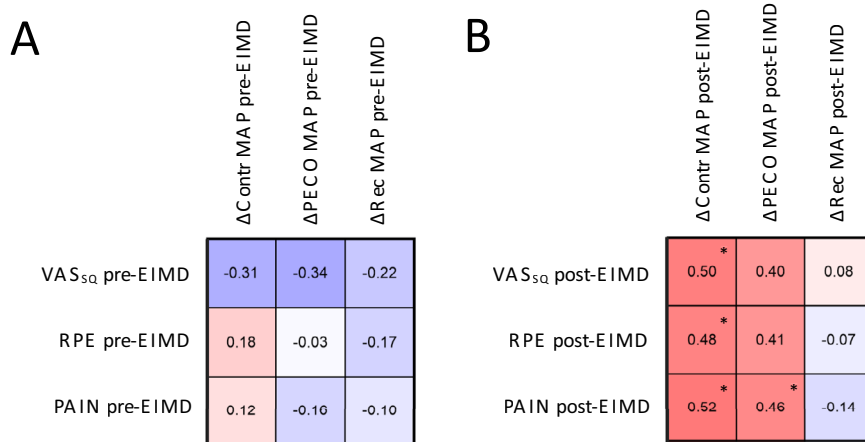 A
ΔContr MAP pre-EIMD
ΔPECO MAP pre-EIMD
ΔRec MAP pre-EIMD
VAS_SQ pre-EIMD -0.31 -0.34 -0.22
RPE pre-EIMD 0.18 -0.03 -0.17
PAIN pre-EIMD 0.12 -0.16 -0.10
B
ΔContr MAP post-EIMD
ΔPECO MAP post-EIMD
ΔRec MAP post-EIMD
VAS_SQ post-EIMD 0.50 * 0.40 0.08
RPE post-EIMD 0.48 * 0.41 -0.07
PAIN post-EIMD 0.52 * 0.46 * -0.14